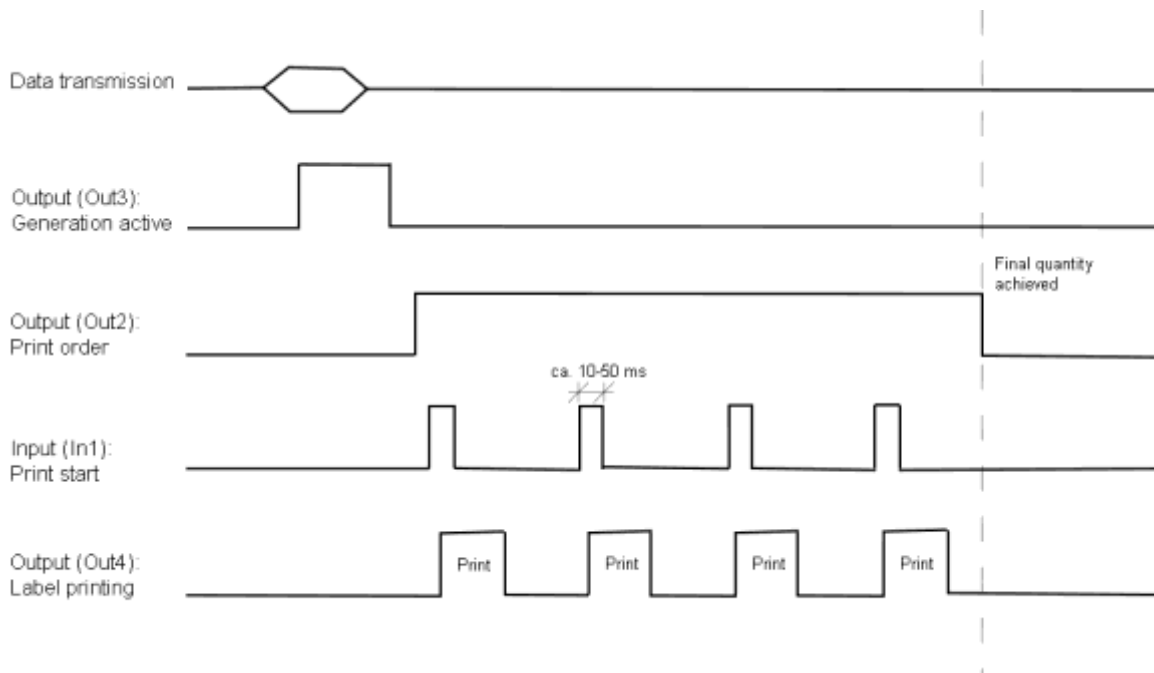 Data transmission
Output (Out3):
Generation active
Final quantity
achieved
Output (Out2):
Print order
ca. 10-50 ms
Input (In1):
Print start
Output (Out4):
Label printing
Print
Print
Print
Print